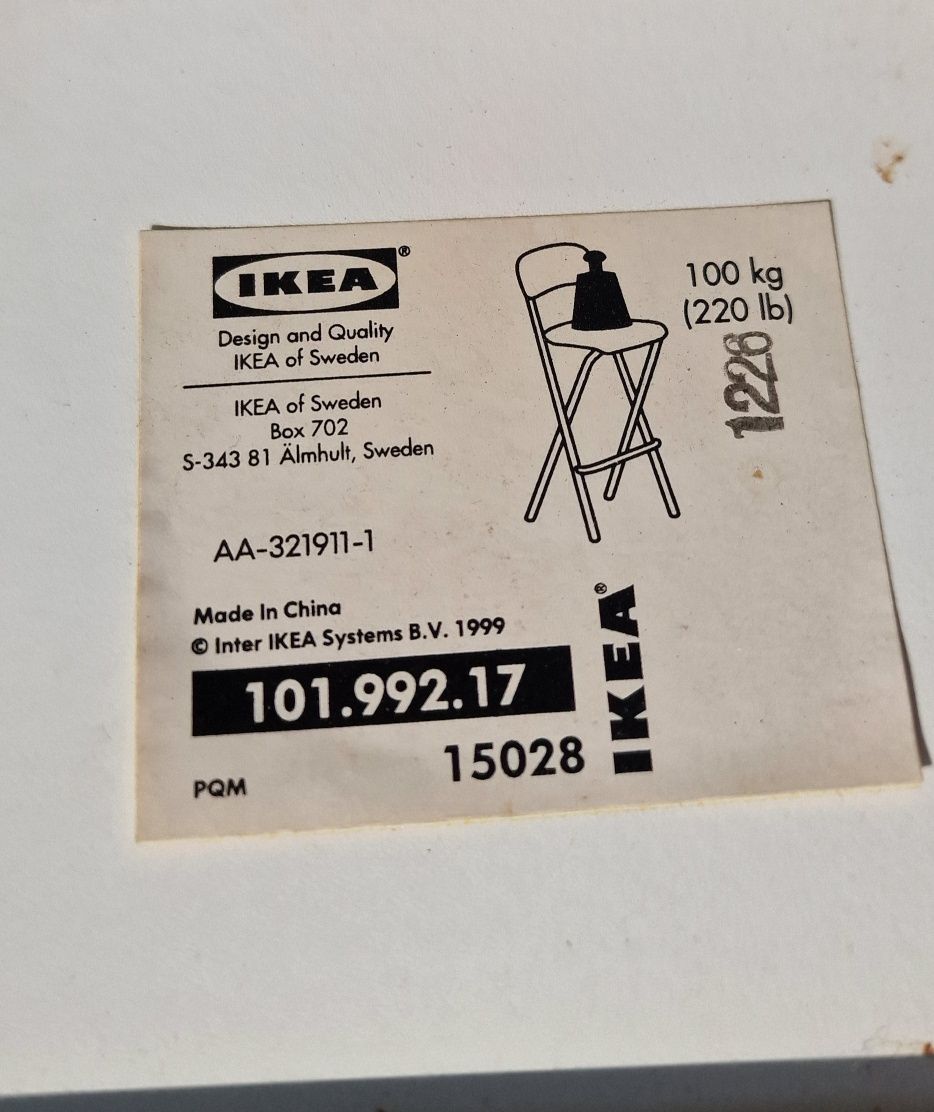 IKEA®
Design and Quality
IKEA of Sweden
IKEA of Sweden
Box 702
S-343 81 Älmhult, Sweden
AA-321911-1
Made In China
© Inter IKEA Systems B.V. 1999
101.992.17
15028
PQM
100 kg
(220 lb)
1226
IKEA®